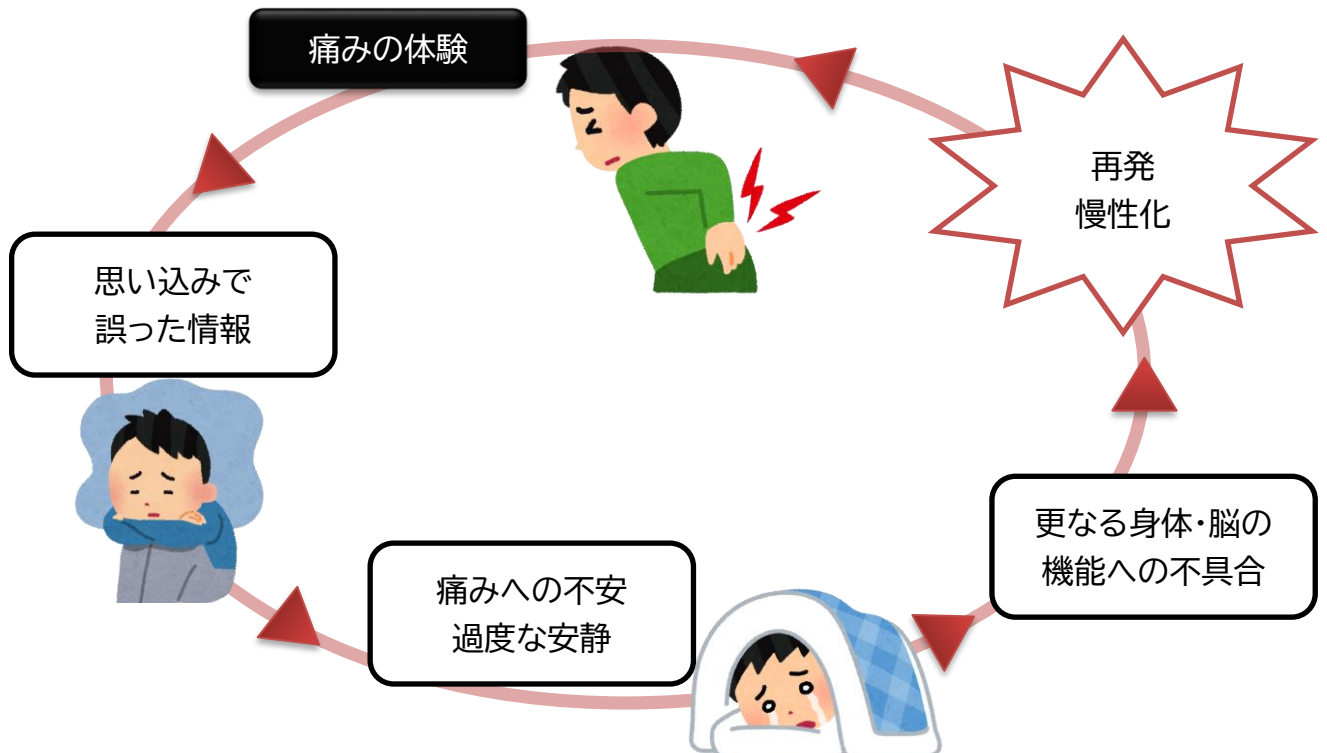 痛みの体験
再発
慢性化
思い込みで
誤った情報
更なる身体・脳の
機能への不具合
痛みへの不安
過度な安静